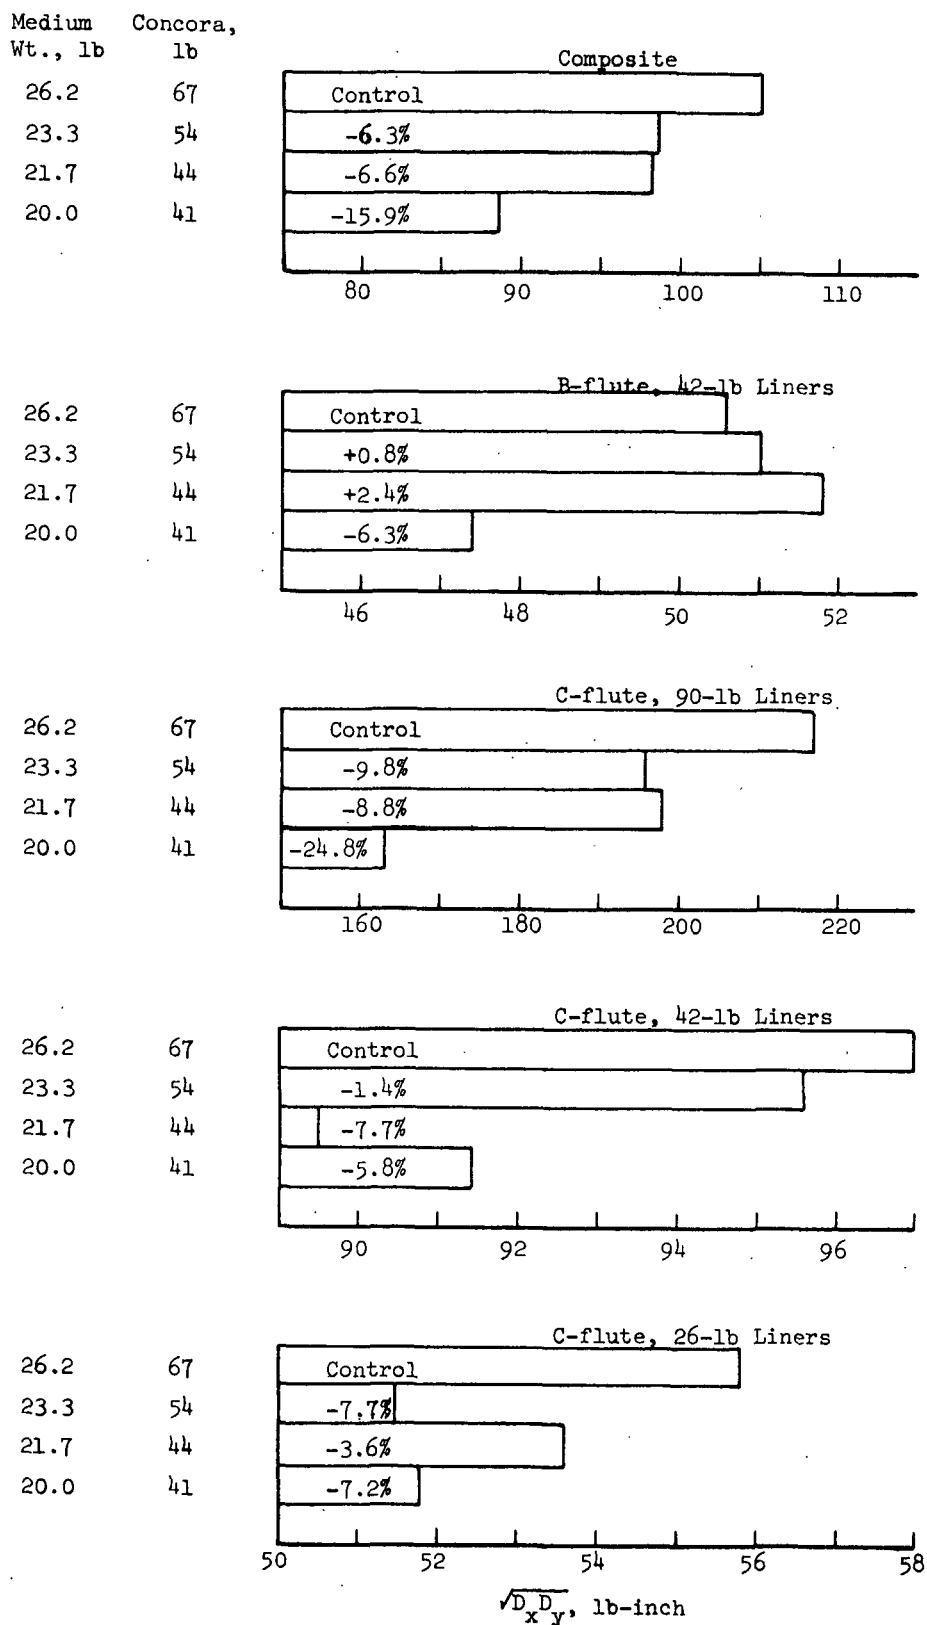 Medium Concora,
Wt., lb lb
Composite
26.2 67 Control
23.3 54 -6.3%
21.7 44 -6.6%
20.0 41 -15.9%
80 90 100 110
B-flute, 42-lb Liners
26.2 67 Control
23.3 54 +0.8%
21.7 44 +2.4%
20.0 41 -6.3%
46 48 50 52
C-flute, 90-lb Liners
26.2 67 Control
23.3 54 -9.8%
21.7 44 -8.8%
20.0 41 -24.8%
160 180 200 220
C-flute, 42-lb Liners
26.2 67 Control
23.3 54 -1.4%
21.7 44 -7.7%
20.0 41 -5.8%
90 92 94 96
C-flute, 26-lb Liners
26.2 67 Control
23.3 54 -7.7%
21.7 44 -3.6%
20.0 41 -7.2%
50 52 54 56 58
√DxDy, lb-inch